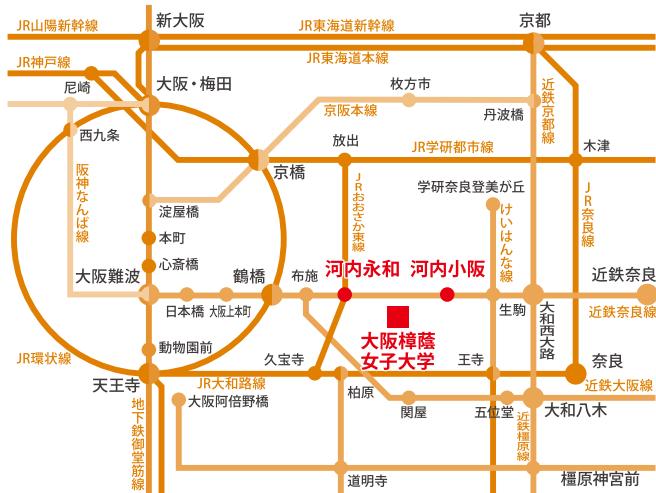 JR山陽新幹線
新大阪
JR東海道新幹線
京都
JR東海道本線
JR神戸線
尼崎
大阪・梅田
枚方市
京阪本線
丹波橋
近鉄京都線
西九条
放出
JR学研都市線
木津
京橋
阪神なんば線
淀屋橋
JRおおさか東線
学研奈良登美が丘
けいはんな線
JR奈良線
本町
心斎橋
大阪難波
鶴橋
布施
河内永和
河内小阪
近鉄奈良
日本橋
大阪上本町
生駒
大和西大路
近鉄奈良線
大阪樟蔭
女子大学
動物園前
JR環状線
久宝寺
王寺
奈良
天王寺
JR大和路線
柏原
近鉄大阪線
大阪阿倍野橋
関屋
五位堂
大和八木
地下鉄御堂筋線
近鉄橿原線
道明寺
橿原神宮前